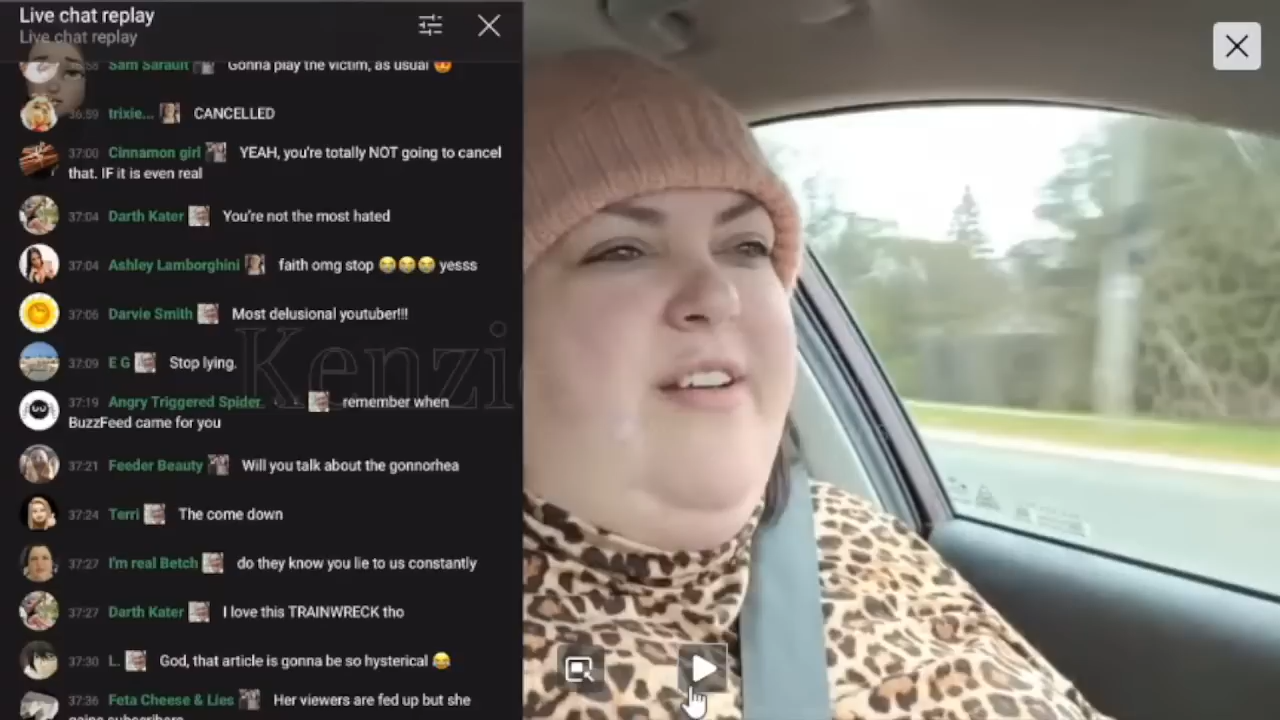 Live chat replay
Live chat replay
Sam Sarault Gonna play the victim, as usual 😡
36:59 trixie... CANCELLED
37:00 Cinnamon girl YEAH, you're totally NOT going to cancel
that. IF it is even real
37:04 Darth Kater You're not the most hated
37:04 Ashley Lamborghini faith omg stop 😭😭😭 yesss
37:06 Darvie Smith Most delusional youtuber!!!
37:09 E G Stop lying.
Kenzi
37:19 Angry Triggered Spider remember when
BuzzFeed came for you
37:21 Feeder Beauty Will you talk about the gonnorhea
37:24 Terri The come down
37:27 I'm real Betch do they know you lie to us constantly
37:27 Darth Kater I love this TRAINWRECK tho
37:30 L. God, that article is gonna be so hysterical 😂
37:36 Feta Cheese & Lies Her viewers are fed up but she